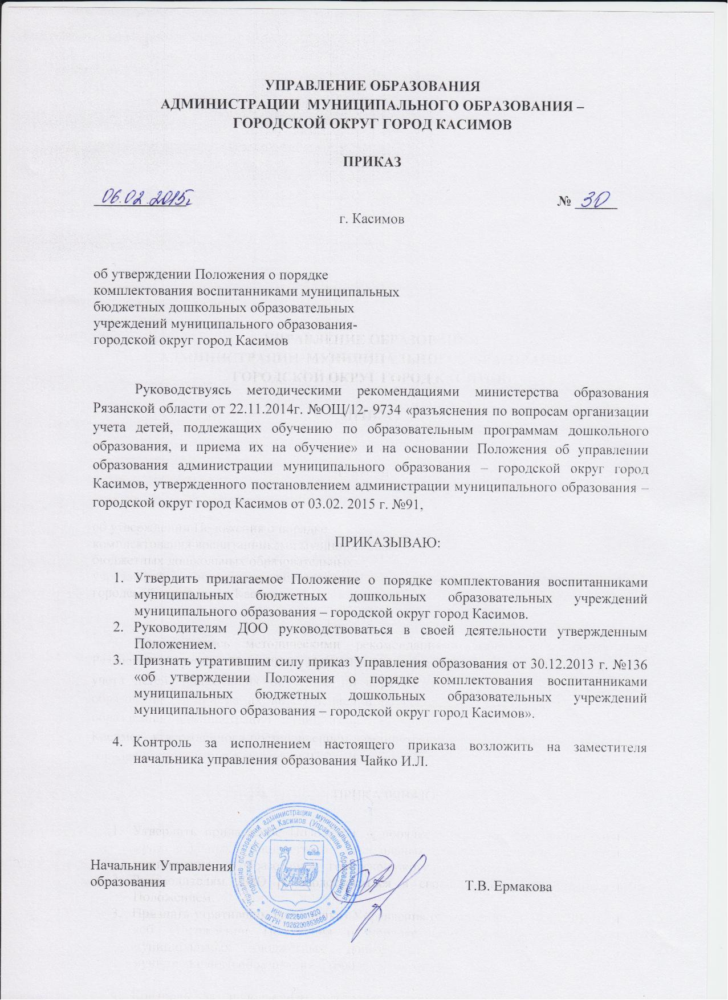 УПРАВЛЕНИЕ ОБРАЗОВАНИЯ
АДМИНИСТРАЦИИ МУНИЦИПАЛЬНОГО ОБРАЗОВАНИЯ –
ГОРОДСКОЙ ОКРУГ ГОРОД КАСИМОВ
ПРИКАЗ
06.02.2015г № 30
г. Касимов
об утверждении Положения о порядке
комплектования воспитанниками муниципальных
бюджетных дошкольных образовательных
учреждений муниципального образования-
городской округ город Касимов
Руководствуясь методическими рекомендациями министерства образования
Рязанской области от 22.11.2014г. №ОЩ/12- 9734 «разъяснения по вопросам организации
учета детей, подлежащих обучению по образовательным программам дошкольного
образования, и приема их на обучение» и на основании Положения об управлении
образования администрации муниципального образования – городской округ город
Касимов, утвержденного постановлением администрации муниципального образования –
городской округ город Касимов от 03.02. 2015 г. №91,
ПРИКАЗЫВАЮ:
1. Утвердить прилагаемое Положение о порядке комплектования воспитанниками
муниципальных бюджетных дошкольных образовательных учреждений
муниципального образования – городской округ город Касимов.
2. Руководителям ДОО руководствоваться в своей деятельности утвержденным
Положением.
3. Признать утратившим силу приказ Управления образования от 30.12.2013 г. №136
«об утверждении Положения о порядке комплектования воспитанниками
муниципальных бюджетных дошкольных образовательных учреждений
муниципального образования – городской округ город Касимов».
4. Контроль за исполнением настоящего приказа возложить на заместителя
начальника управления образования Чайко И.Л.
Управление образования администрации муниципального образования -
городской округ город Касимов (Управление образования)
ИНН 6226001920
ОГРН 1026200863688
Начальник Управления
образования
Т.В. Ермакова